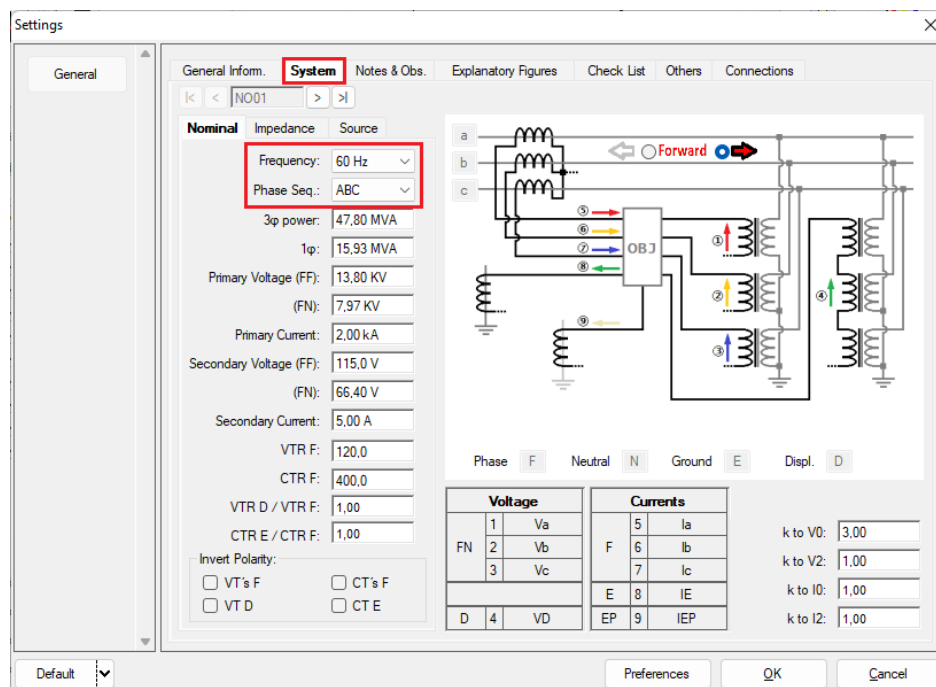 Settings
General
General Inform. System Notes & Obs. Explanatory Figures Check List Others Connections
|< < NO01 > >|
Nominal Impedance Source
Frequency: 60 Hz
Phase Seq.: ABC
3φ power: 47,80 MVA
1φ: 15,93 MVA
Primary Voltage (FF): 13,80 KV
(FN): 7,97 KV
Primary Current: 2,00 kA
Secondary Voltage (FF): 115,0 V
(FN): 66,40 V
Secondary Current: 5,00 A
VTR F: 120,0
CTR F: 400,0
VTR D / VTR F: 1,00
CTR E / CTR F: 1,00
Invert Polarity:
VT´s F CT´s F
VT D CT E
a
b
c
Forward
⑤
⑥
⑦
⑧
OBJ
①
②
③
④
⑨
Phase F Neutral N Ground E Displ. D
Voltage
FN 1 Va
2 Vb
3 Vc
D 4 VD
Currents
F 5 Ia
6 Ib
7 Ic
E 8 IE
EP 9 IEP
k to V0: 3,00
k to V2: 1,00
k to I0: 1,00
k to I2: 1,00
Default Preferences OK Cancel